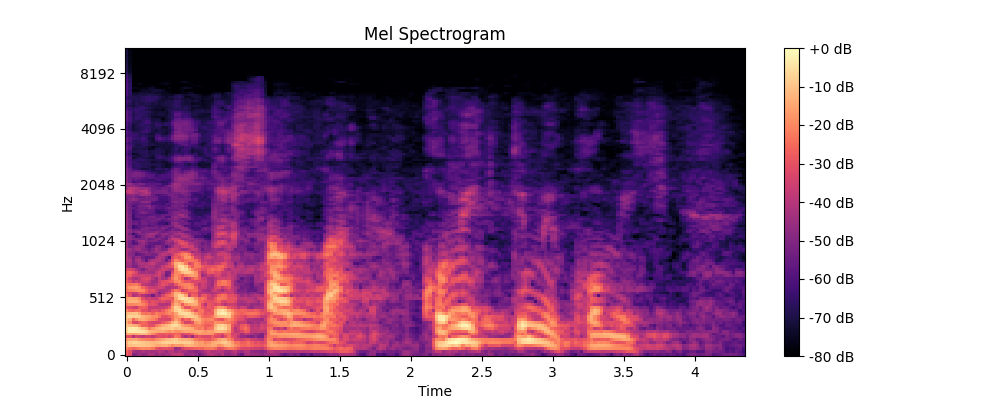 Mel Spectrogram
Hz
8192
4096
2048
1024
512
0
0 0.5 1 1.5 2 2.5 3 3.5 4
Time
+0 dB
-10 dB
-20 dB
-30 dB
-40 dB
-50 dB
-60 dB
-70 dB
-80 dB